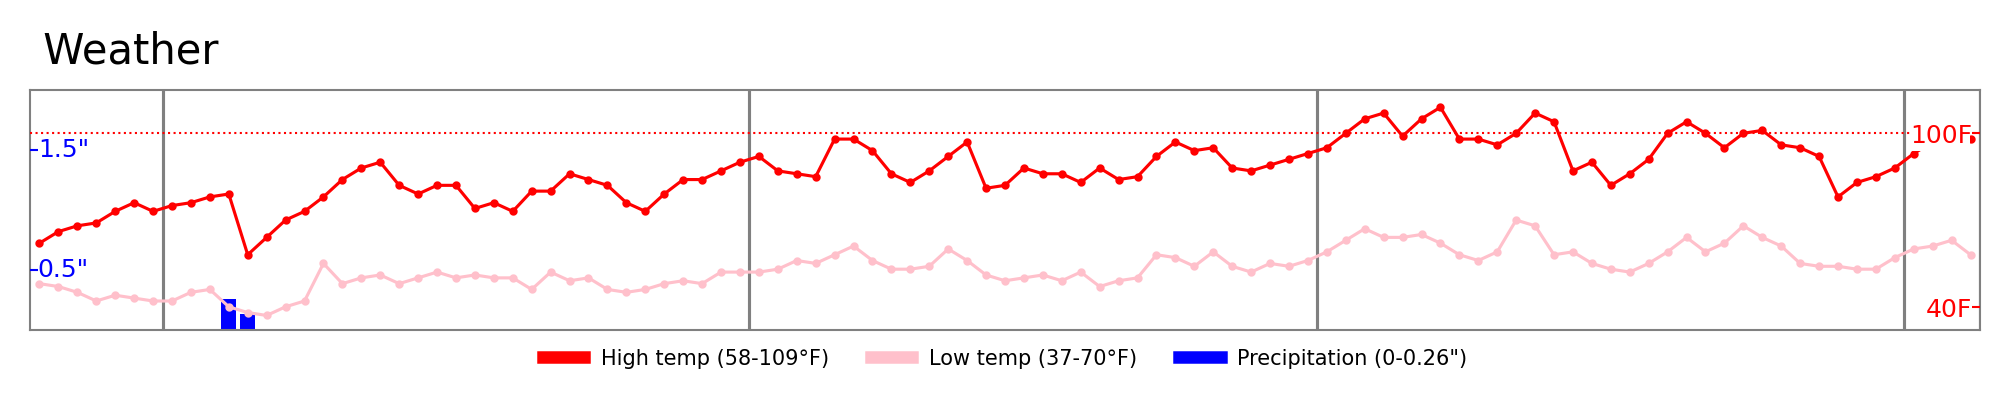 Weather
1.5"
100F
0.5"
40F
High temp (58-109°F) Low temp (37-70°F) Precipitation (0-0.26")